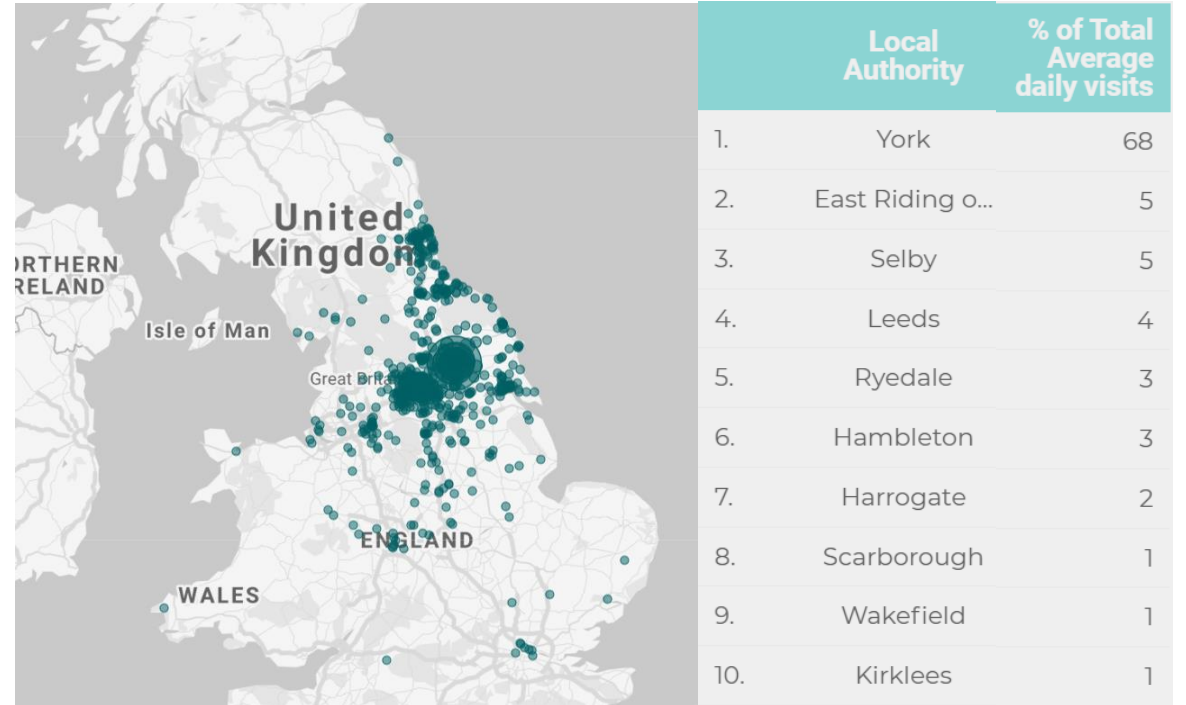 United
Kingdom
RTHERN
RELAND
Isle of Man
Great Brita
ENGLAND
WALES
Local
Authority
% of Total
Average
daily visits
1. York 68
2. East Riding o... 5
3. Selby 5
4. Leeds 4
5. Ryedale 3
6. Hambleton 3
7. Harrogate 2
8. Scarborough 1
9. Wakefield 1
10. Kirklees 1